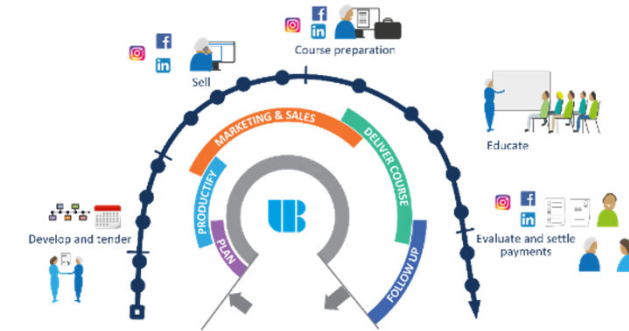 Course preparation
Sell
MARKETING & SALES
DELIVER COURSE
Educate
PRODUCTIFY
Develop and tender
PLAN
Evaluate and settle
payments
FOLLOW UP